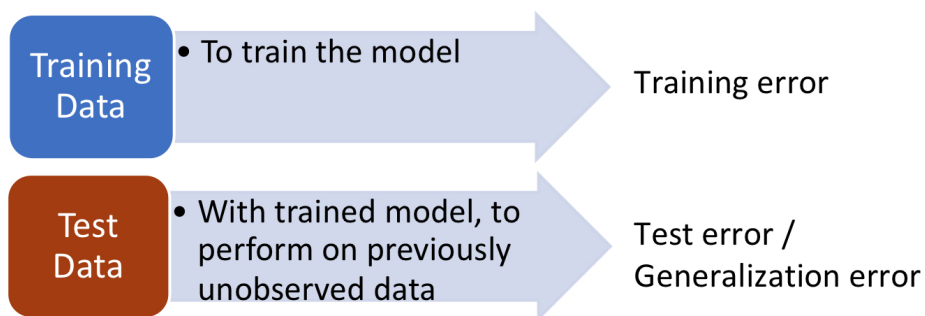 Training
Data
• To train the model
Training error
Test
Data
• With trained model, to
perform on previously
unobserved data
Test error /
Generalization error